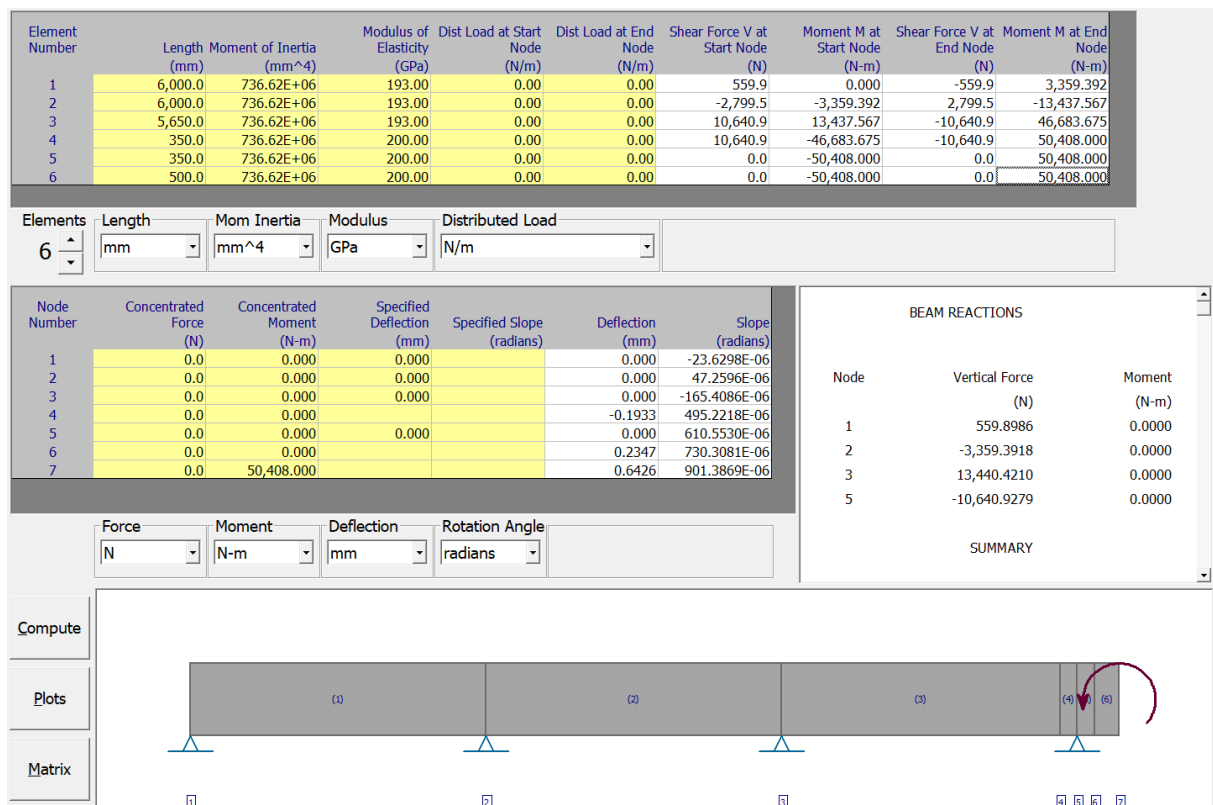 Element Number Length (mm) Moment of Inertia (mm^4) Modulus of Elasticity (GPa) Dist Load at Start Node (N/m) Dist Load at End Node (N/m) Shear Force V at Start Node (N) Moment M at Start Node (N-m) Shear Force V at End Node (N) Moment M at End Node (N-m)
1 6,000.0 736.62E+06 193.00 0.00 0.00 559.9 0.000 -559.9 3,359.392
2 6,000.0 736.62E+06 193.00 0.00 0.00 -2,799.5 -3,359.392 2,799.5 -13,437.567
3 5,650.0 736.62E+06 193.00 0.00 0.00 10,640.9 13,437.567 -10,640.9 46,683.675
4 350.0 736.62E+06 200.00 0.00 0.00 10,640.9 -46,683.675 -10,640.9 50,408.000
5 350.0 736.62E+06 200.00 0.00 0.00 0.0 -50,408.000 0.0 50,408.000
6 500.0 736.62E+06 200.00 0.00 0.00 0.0 -50,408.000 0.0 50,408.000
Elements Length Mom Inertia Modulus Distributed Load
6 mm mm^4 GPa N/m
Node Number Concentrated Force (N) Concentrated Moment (N-m) Specified Deflection (mm) Specified Slope (radians) Deflection (mm) Slope (radians)
1 0.0 0.000 0.000 0.000 -23.6298E-06
2 0.0 0.000 0.000 0.000 47.2596E-06
3 0.0 0.000 0.000 0.000 -165.4086E-06
4 0.0 0.000 -0.1933 495.2218E-06
5 0.0 0.000 0.000 0.000 610.5530E-06
6 0.0 0.000 0.2347 730.3081E-06
7 0.0 50,408.000 0.6426 901.3869E-06
BEAM REACTIONS
Node Vertical Force Moment
(N) (N-m)
1 559.8986 0.0000
2 -3,359.3918 0.0000
3 13,440.4210 0.0000
5 -10,640.9279 0.0000
SUMMARY
Force Moment Deflection Rotation Angle
N N-m mm radians
Compute
Plots
Matrix
(1) (2) (3) (4) (6)
1 2 3 4 5 6 7